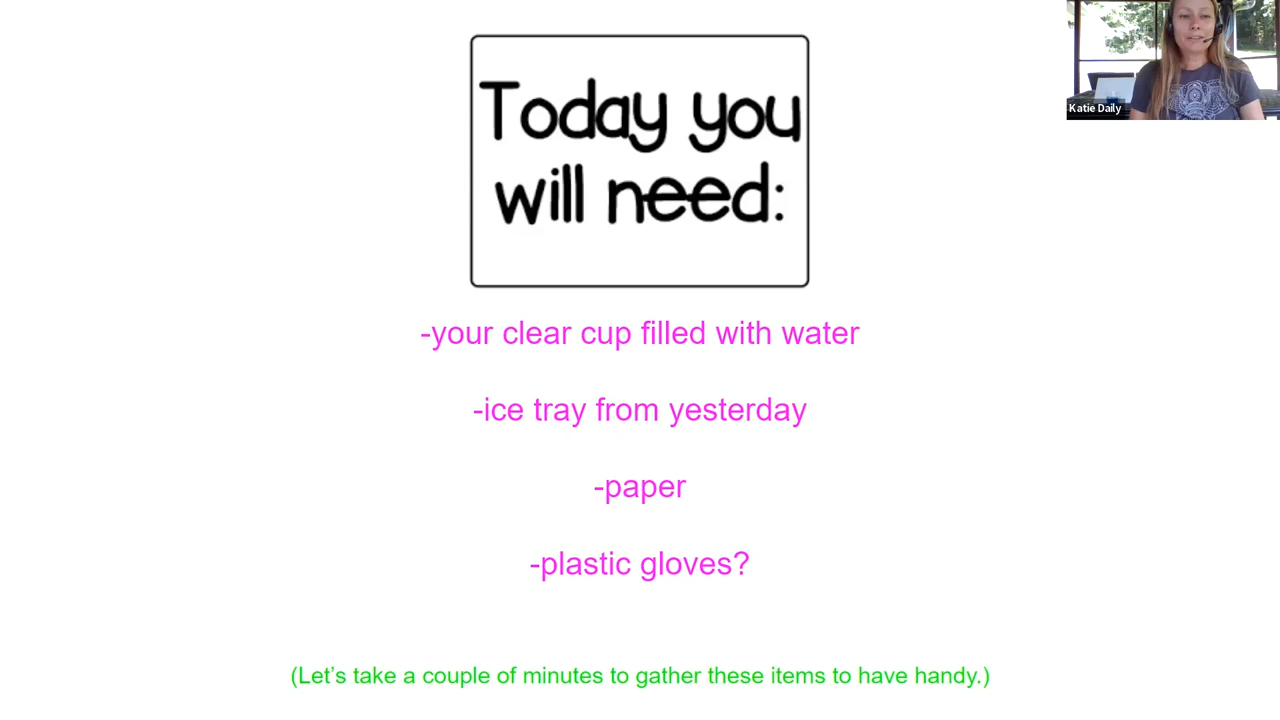 Today you
will need:
Katie Daily
-your clear cup filled with water
-ice tray from yesterday
-paper
-plastic gloves?
(Let’s take a couple of minutes to gather these items to have handy.)